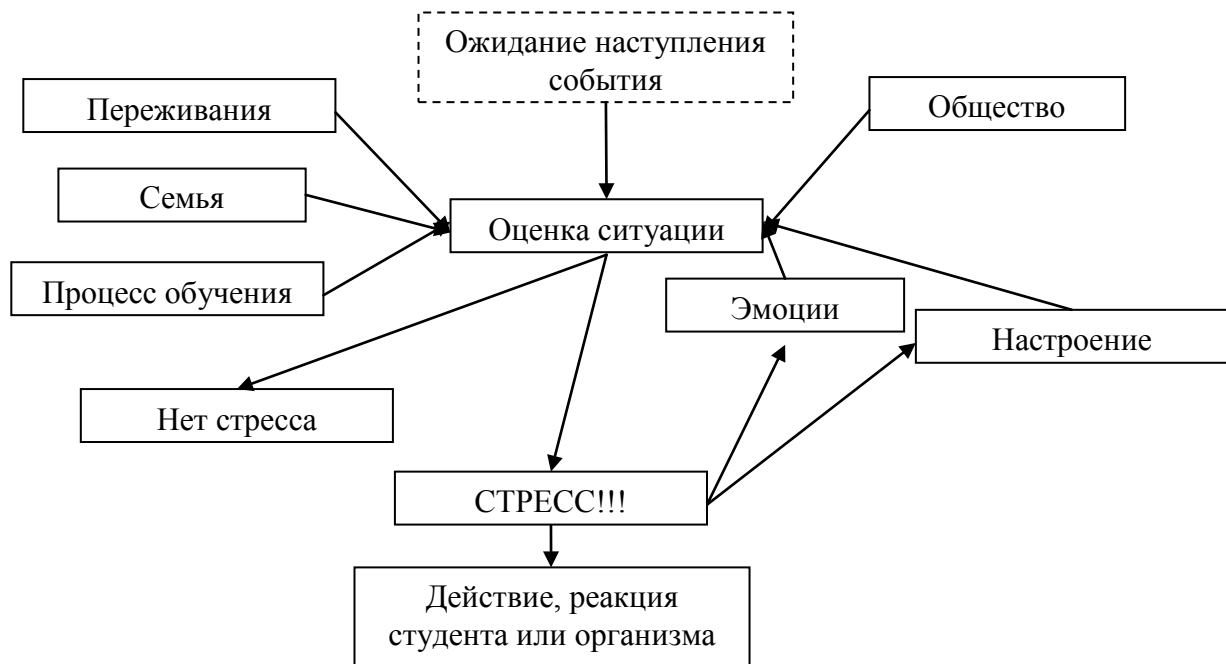 Ожидание наступления
события
Переживания
Общество
Семья
Оценка ситуации
Процесс обучения
Эмоции
Настроение
Нет стресса
СТРЕСС!!!
Действие, реакция
студента или организма